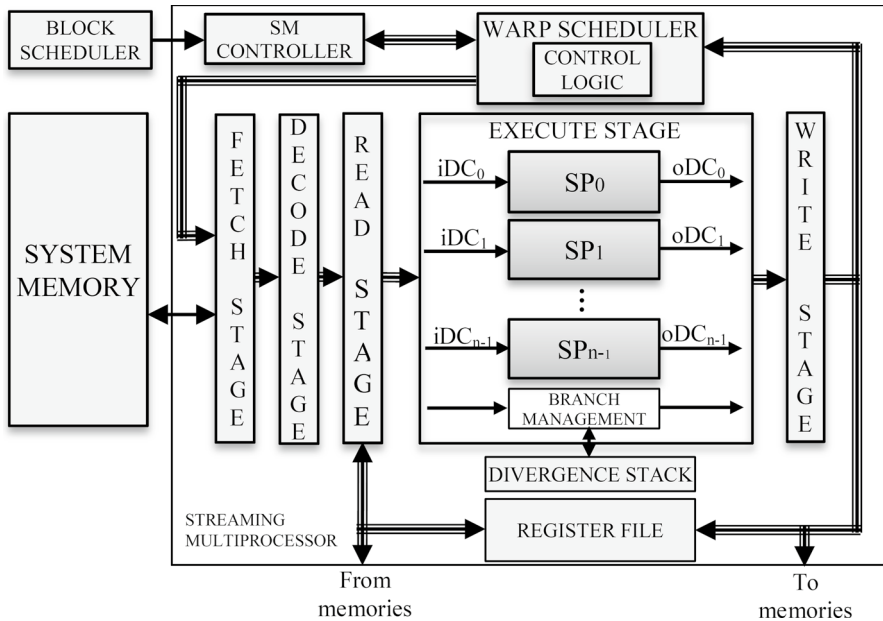 BLOCK
SCHEDULER
SM
CONTROLLER
WARP SCHEDULER
CONTROL
LOGIC
SYSTEM
MEMORY
FETCH STAGE
DECODE STAGE
READ STAGE
EXECUTE STAGE
iDC₀ SP₀ oDC₀
iDC₁ SP₁ oDC₁
...
iDCₙ₋₁ SPₙ₋₁ oDCₙ₋₁
BRANCH
MANAGEMENT
WRITE STAGE
DIVERGENCE STACK
REGISTER FILE
STREAMING
MULTIPROCESSOR
From
memories
To
memories